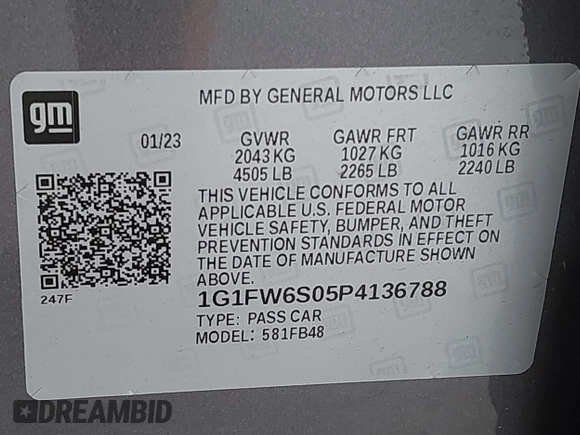 gm
MFD BY GENERAL MOTORS LLC
01/23 GVWR GAWR FRT GAWR RR
2043 KG 1027 KG 1016 KG
4505 LB 2265 LB 2240 LB
THIS VEHICLE CONFORMS TO ALL
APPLICABLE U.S. FEDERAL MOTOR
VEHICLE SAFETY, BUMPER, AND THEFT
PREVENTION STANDARDS IN EFFECT ON
THE DATE OF MANUFACTURE SHOWN
ABOVE.
247F
1G1FW6S05P4136788
TYPE: PASS CAR
MODEL: 581FB48
DREAMBID